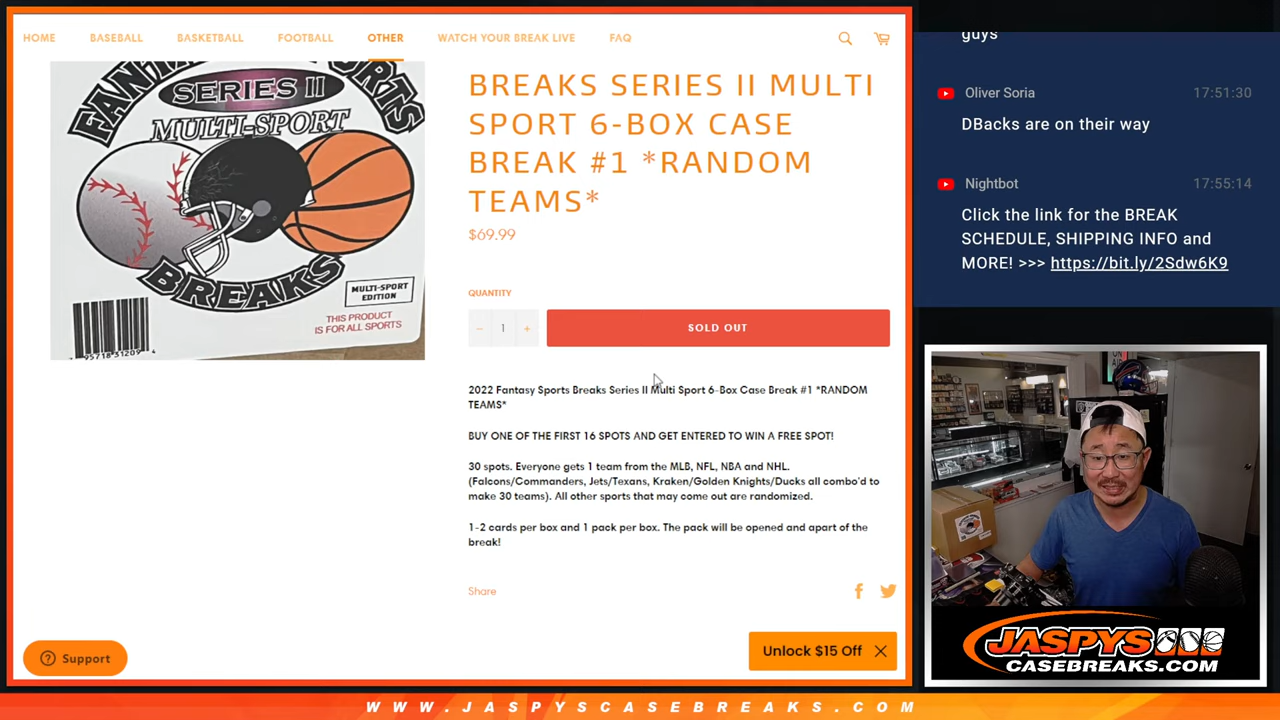 HOME BASEBALL BASKETBALL FOOTBALL OTHER WATCH YOUR BREAK LIVE FAQ
FANTASY SPORTS
SERIES II
MULTI-SPORT
BREAKS
MULTI-SPORT
EDITION
THIS PRODUCT
IS FOR ALL SPORTS
BREAKS SERIES II MULTI
SPORT 6-BOX CASE
BREAK #1 *RANDOM
TEAMS*
$69.99
QUANTITY
− 1 +
SOLD OUT
2022 Fantasy Sports Breaks Series II Multi Sport 6-Box Case Break #1 *RANDOM
TEAMS*
BUY ONE OF THE FIRST 16 SPOTS AND GET ENTERED TO WIN A FREE SPOT!
30 spots. Everyone gets 1 team from the MLB, NFL, NBA and NHL.
(Falcons/Commanders, Jets/Texans, Kraken/Golden Knights/Ducks all combo'd to
make 30 teams). All other sports that may come out are randomized.
1-2 cards per box and 1 pack per box. The pack will be opened and apart of the
break!
Share
Support
Unlock $15 Off
guys
Oliver Soria 17:51:30
DBacks are on their way
Nightbot 17:55:14
Click the link for the BREAK
SCHEDULE, SHIPPING INFO and
MORE! >>> https://bit.ly/2Sdw6K9
JASPYS
CASEBREAKS.COM
WWW.JASPYSCASEBREAKS.COM